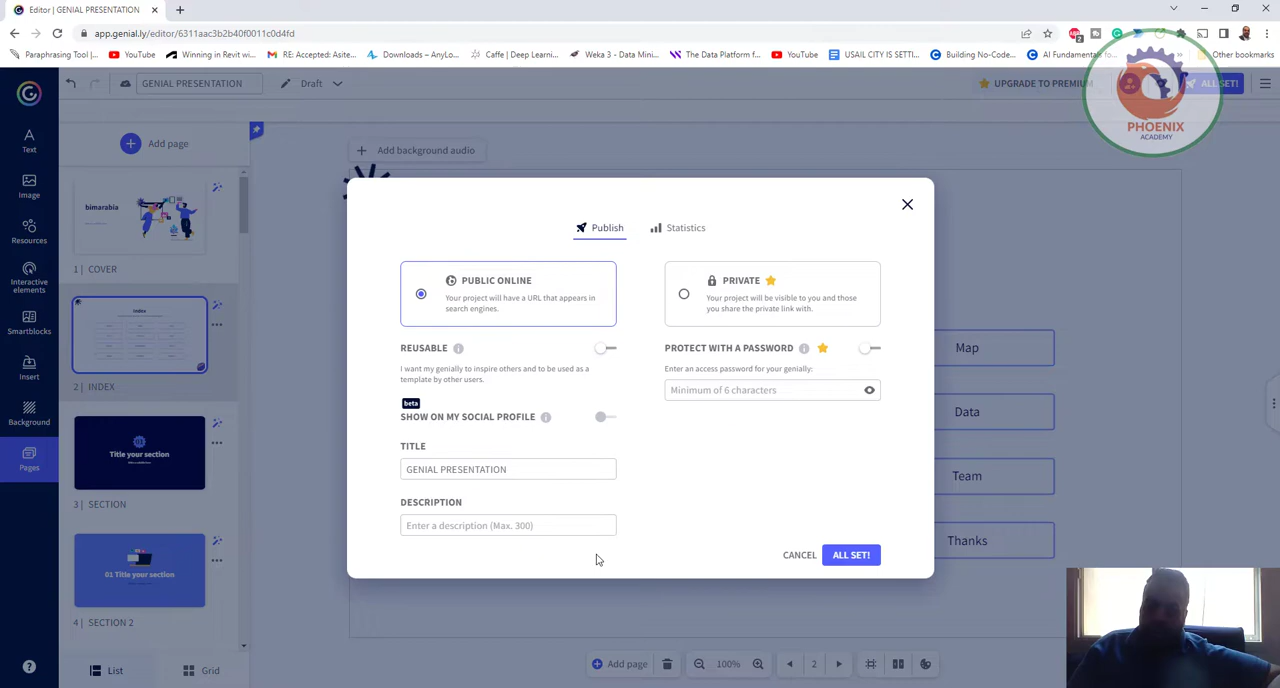 Editor | GENIAL PRESENTATION
app.genial.ly/editor/6311aac3b2b40f0011c0d4fd
Paraphrasing Tool |...
YouTube
Winning in Revit wi...
RE: Accepted: Asite...
Downloads – AnyLo...
Caffe | Deep Learni...
Weka 3 - Data Mini...
The Data Platform f...
YouTube
USAIL CITY IS SETTI...
Building No-Code...
AI Fundamentals fo...
Other bookmarks
GENIAL PRESENTATION
Draft
UPGRADE TO PREMIUM
ALL SET!
PHOENIX
ACADEMY
Text
Image
Resources
Interactive
elements
Smartblocks
Insert
Background
Pages
Add page
bimarabia
1 | COVER
Index
2 | INDEX
Title your section
3 | SECTION
01 Title your section
4 | SECTION 2
List
Grid
Add background audio
Publish
Statistics
PUBLIC ONLINE
Your project will have a URL that appears in
search engines.
PRIVATE
Your project will be visible to you and those
you share the private link with.
REUSABLE
I want my genially to inspire others and to be used as a
template by other users.
PROTECT WITH A PASSWORD
Enter an access password for your genially:
Minimum of 6 characters
beta
SHOW ON MY SOCIAL PROFILE
TITLE
GENIAL PRESENTATION
DESCRIPTION
Enter a description (Max. 300)
CANCEL
ALL SET!
Map
Data
Team
Thanks
Add page
100%
2